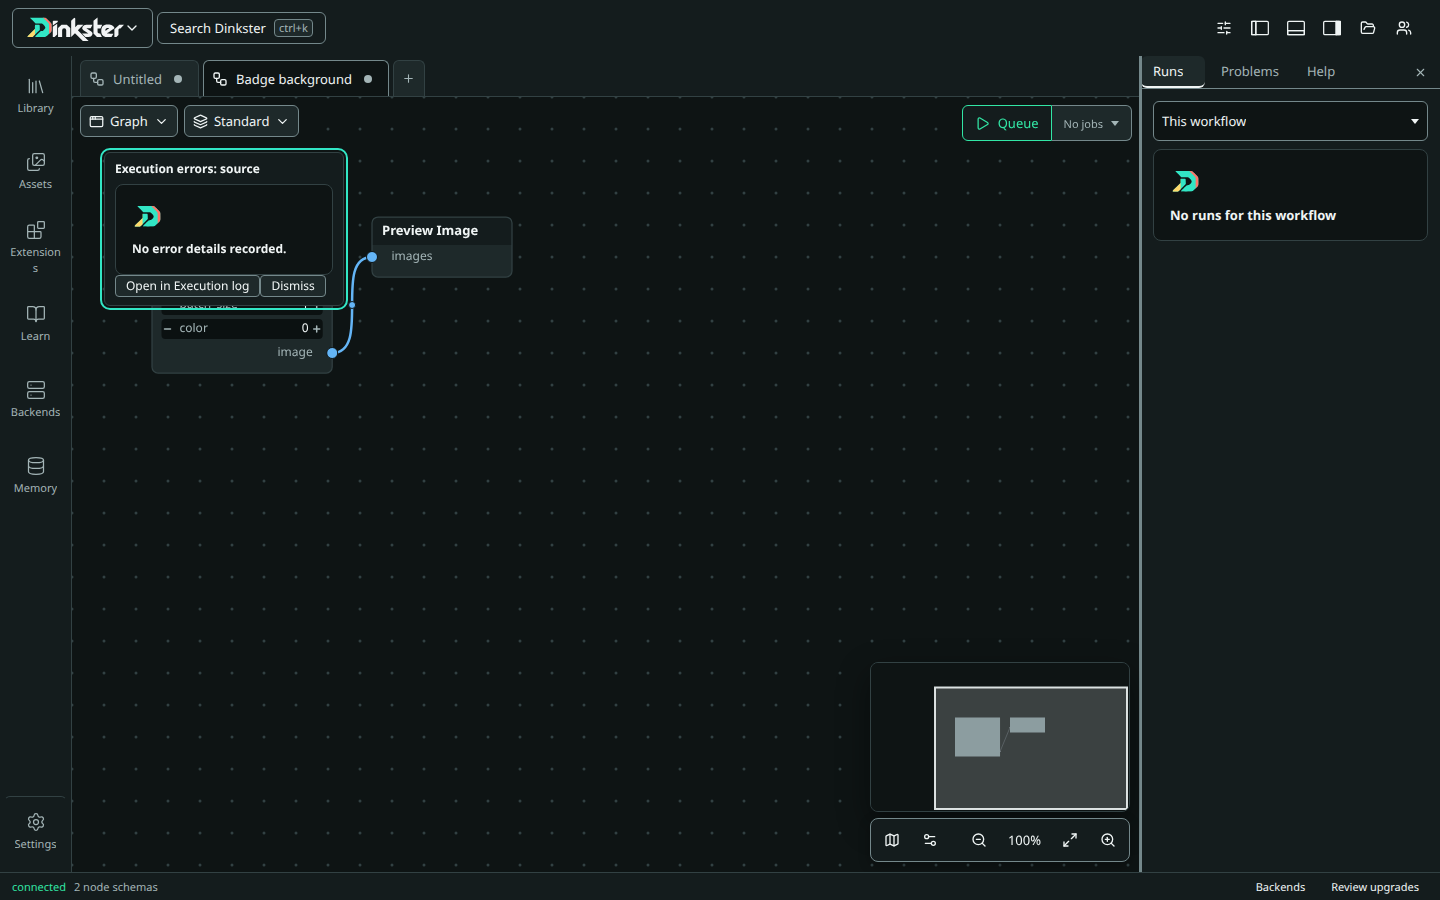 Dinkster
Search Dinkster ctrl+k
Untitled
Badge background
Runs
Problems
Help
Library
Assets
Extensions
Learn
Backends
Memory
Settings
Graph
Standard
Queue
No jobs
This workflow
No runs for this workflow
Execution errors: source
No error details recorded.
Open in Execution log
Dismiss
color 0
image
Preview Image
images
100%
connected 2 node schemas
Backends
Review upgrades